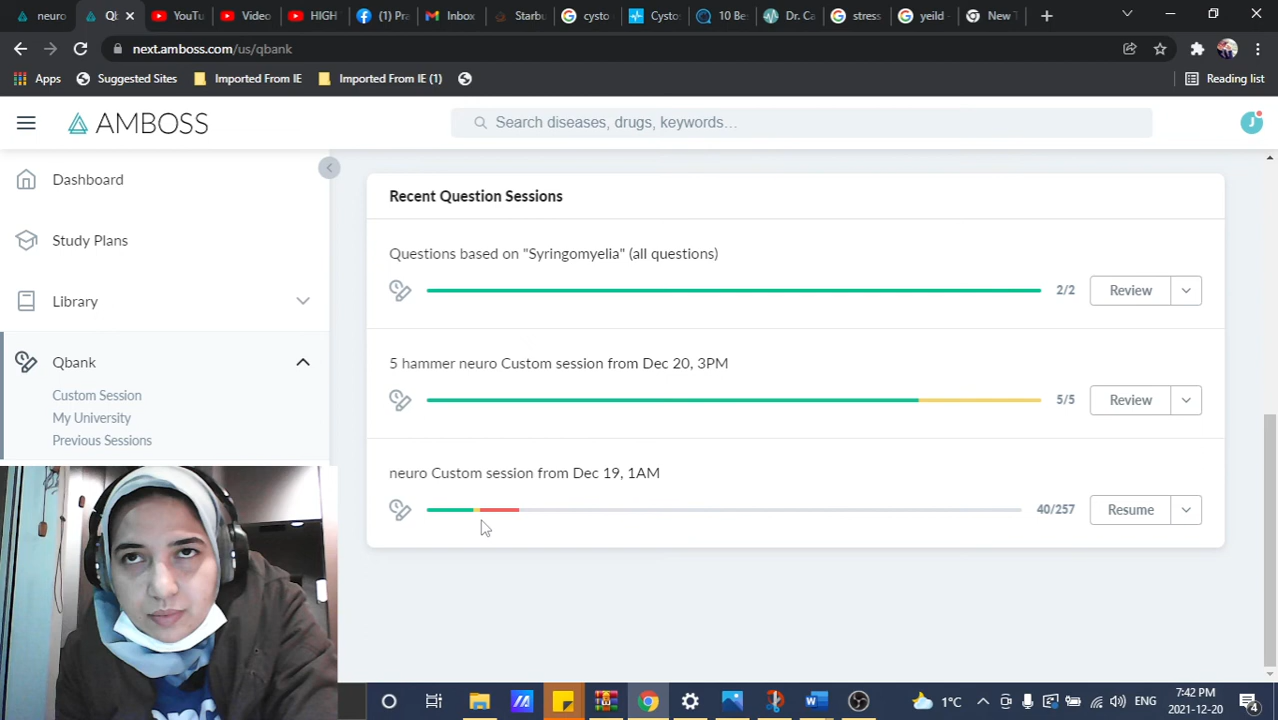 neuro
Qb
YouTu
Video
HIGH
(1) Pra
Inbox
Starbu
cysto
Cysto
10 Be
Dr. Ca
stress
yeild -
New T
next.amboss.com/us/qbank
Apps
Suggested Sites
Imported From IE
Imported From IE (1)
Reading list
AMBOSS
Search diseases, drugs, keywords...
J
Dashboard
Study Plans
Library
Qbank
Custom Session
My University
Previous Sessions
Recent Question Sessions
Questions based on "Syringomyelia" (all questions)
2/2
Review
5 hammer neuro Custom session from Dec 20, 3PM
5/5
Review
neuro Custom session from Dec 19, 1AM
40/257
Resume
1°C
ENG
7:42 PM
2021-12-20
4